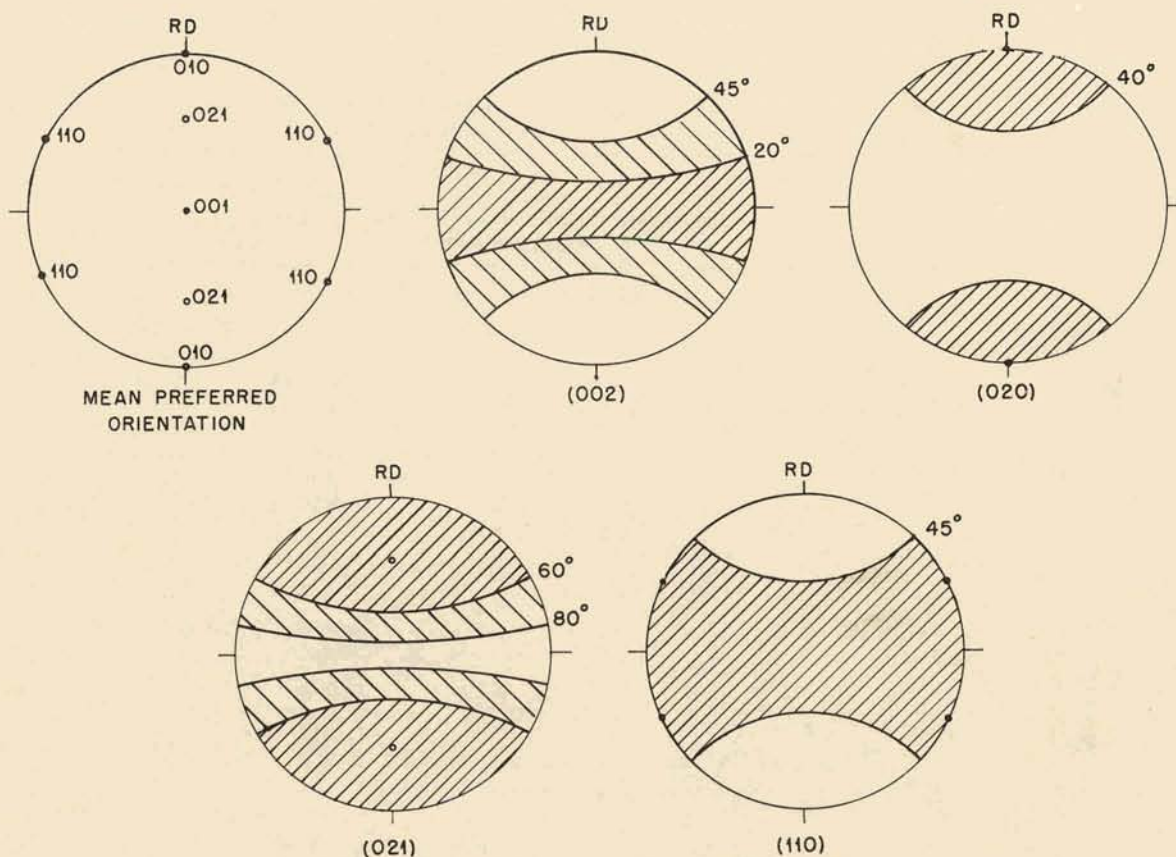 RD
010
021
110
110
001
110
110
021
010
MEAN PREFERRED
ORIENTATION
RD
45°
20°
(002)
RD
40°
(020)
RD
60°
80°
(021)
RD
45°
(110)